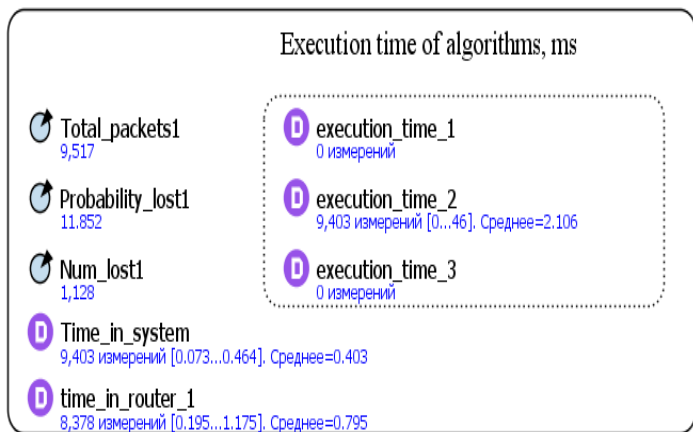 Execution time of algorithms, ms
Total_packets1
9,517
Probability_lost1
11.852
Num_lost1
1,128
D execution_time_1
0 измерений
D execution_time_2
9,403 измерений [0...46]. Среднее=2.106
D execution_time_3
0 измерений
D Time_in_system
9,403 измерений [0.073...0.464]. Среднее=0.403
D time_in_router_1
8,378 измерений [0.195...1.175]. Среднее=0.795